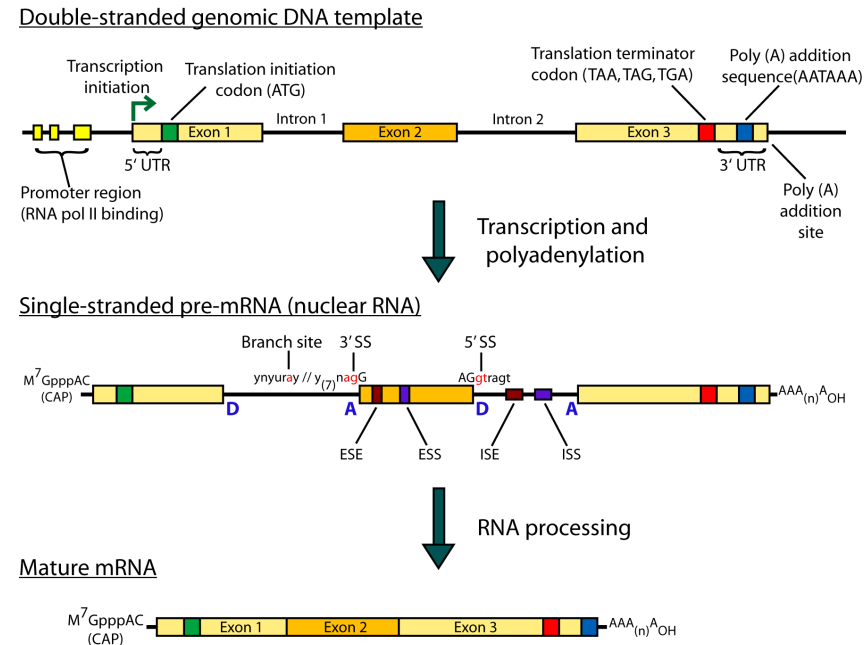 Double-stranded genomic DNA template
Transcription
initiation
Translation initiation
codon (ATG)
Translation terminator
codon (TAA, TAG, TGA)
Poly (A) addition
sequence(AATAAA)
Exon 1
Intron 1
Exon 2
Intron 2
Exon 3
5' UTR
3' UTR
Promoter region
(RNA pol II binding)
Poly (A)
addition
site
Transcription and
polyadenylation
Single-stranded pre-mRNA (nuclear RNA)
Branch site
3' SS
5' SS
ynyuray // y(7)nagG
AGgtragt
M7GpppAC
(CAP)
AAA(n)AOH
D
A
D
A
ESE
ESS
ISE
ISS
RNA processing
Mature mRNA
M7GpppAC
(CAP)
Exon 1
Exon 2
Exon 3
AAA(n)AOH